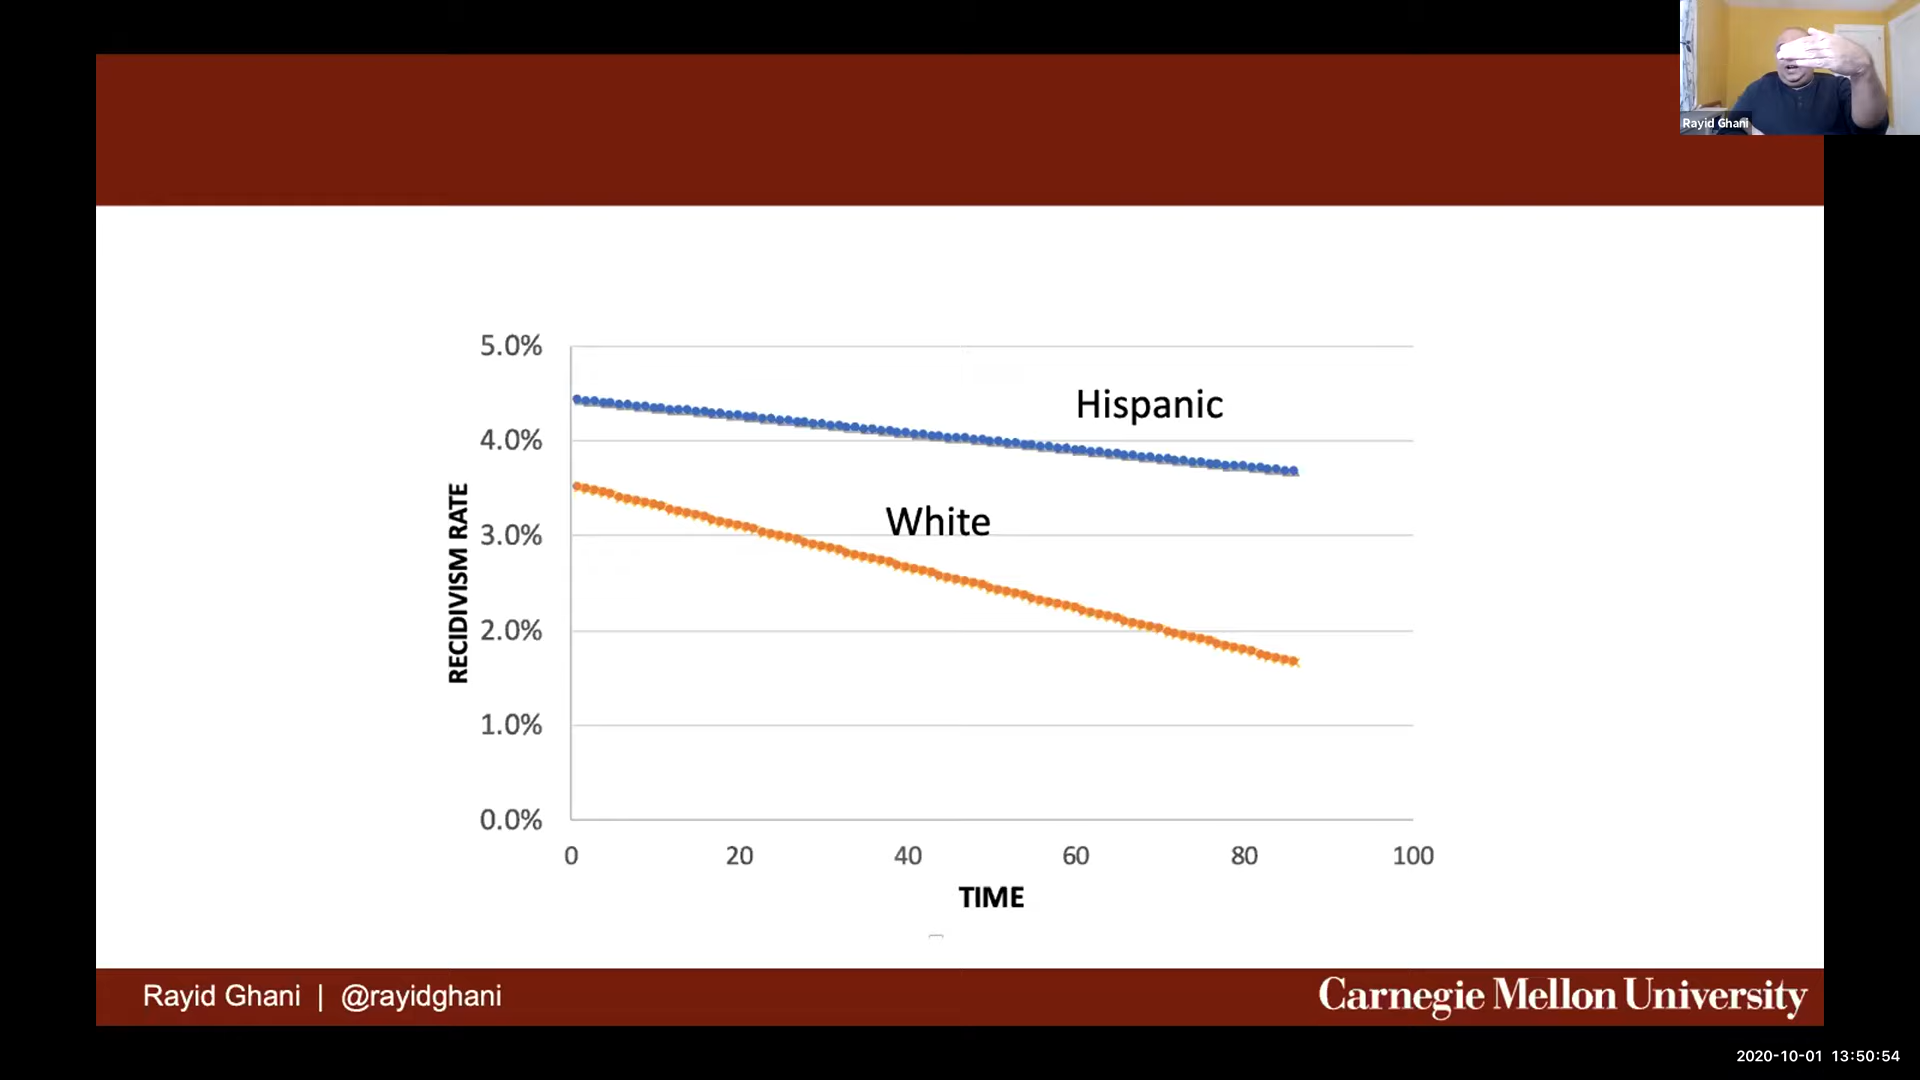 Rayid Ghani
5.0%
4.0%
3.0%
2.0%
1.0%
0.0%
RECIDIVISM RATE
Hispanic
White
0 20 40 60 80 100
TIME
Rayid Ghani | @rayidghani
Carnegie Mellon University
2020-10-01 13:50:54